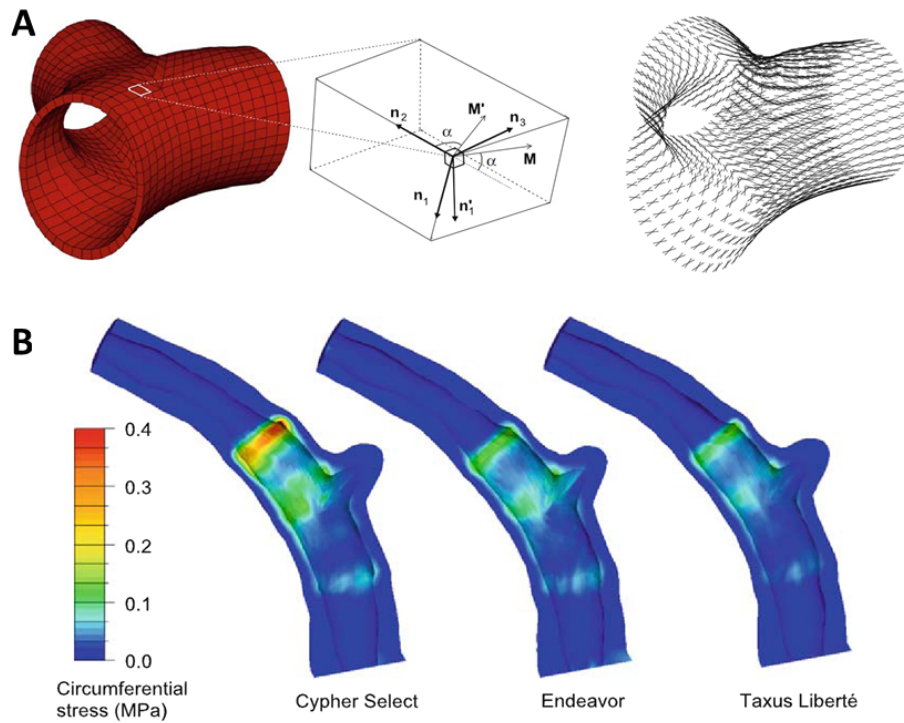 A
n2
α
M'
n3
M
α
n1
n'1
B
0.4
0.3
0.2
0.1
0.0
Circumferential
stress (MPa)
Cypher Select
Endeavor
Taxus Liberté